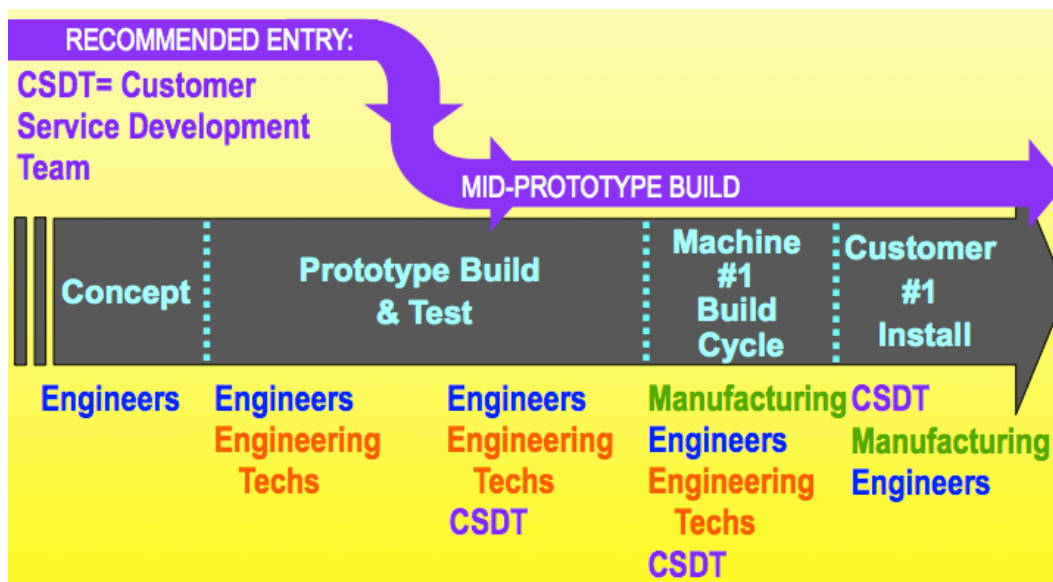 RECOMMENDED ENTRY:
CSDT= Customer
Service Development
Team
MID-PROTOTYPE BUILD
Concept
Prototype Build
& Test
Machine
#1
Build
Cycle
Customer
#1
Install
Engineers
Engineers
Engineering
Techs
Engineers
Engineering
Techs
CSDT
Manufacturing
Engineers
Engineering
Techs
CSDT
CSDT
Manufacturing
Engineers